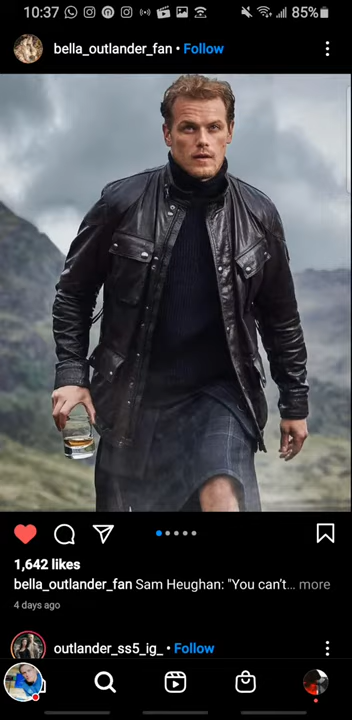 10:37 85%
bella_outlander_fan • Follow
1,642 likes
bella_outlander_fan Sam Heughan: "You can't... more
4 days ago
outlander_ss5_ig_ • Follow